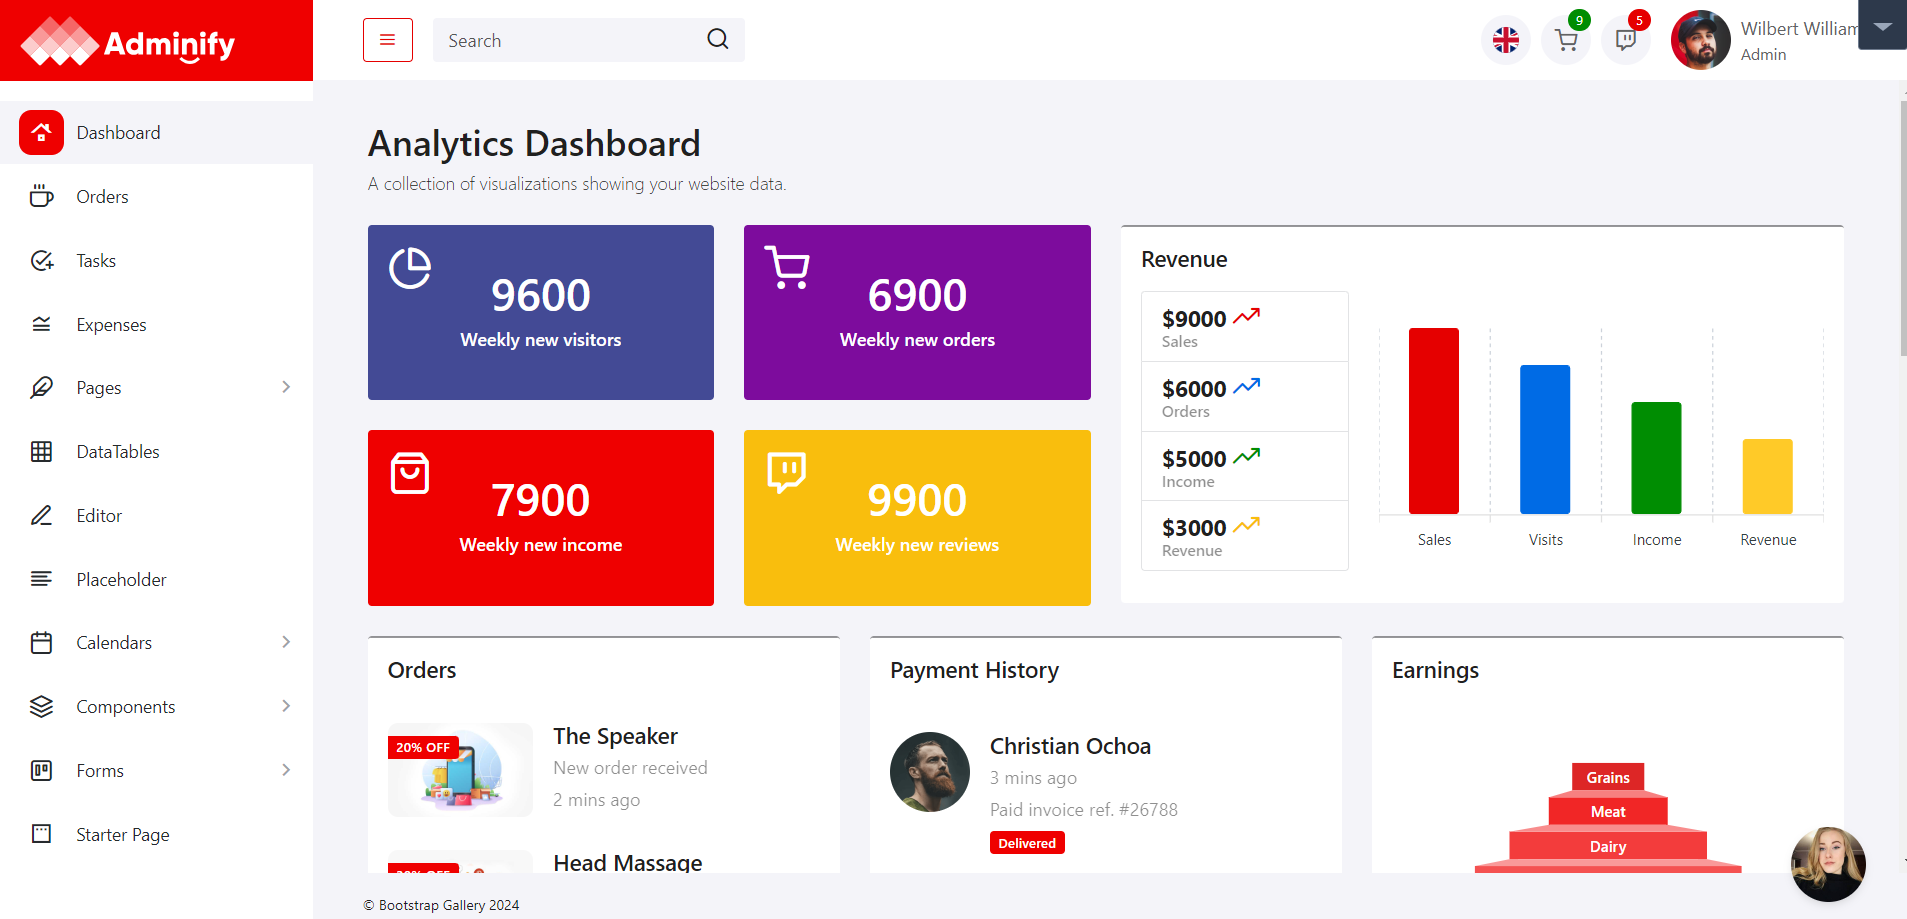 Adminify
Search
9
5
Wilbert William
Admin
Dashboard
Orders
Tasks
Expenses
Pages
DataTables
Editor
Placeholder
Calendars
Components
Forms
Starter Page
Analytics Dashboard
A collection of visualizations showing your website data.
9600
Weekly new visitors
6900
Weekly new orders
7900
Weekly new income
9900
Weekly new reviews
Revenue
$9000
Sales
$6000
Orders
$5000
Income
$3000
Revenue
Sales Visits Income Revenue
Orders
20% OFF
The Speaker
New order received
2 mins ago
20% OFF
Head Massage
Payment History
Christian Ochoa
3 mins ago
Paid invoice ref. #26788
Delivered
Earnings
Grains
Meat
Dairy
© Bootstrap Gallery 2024